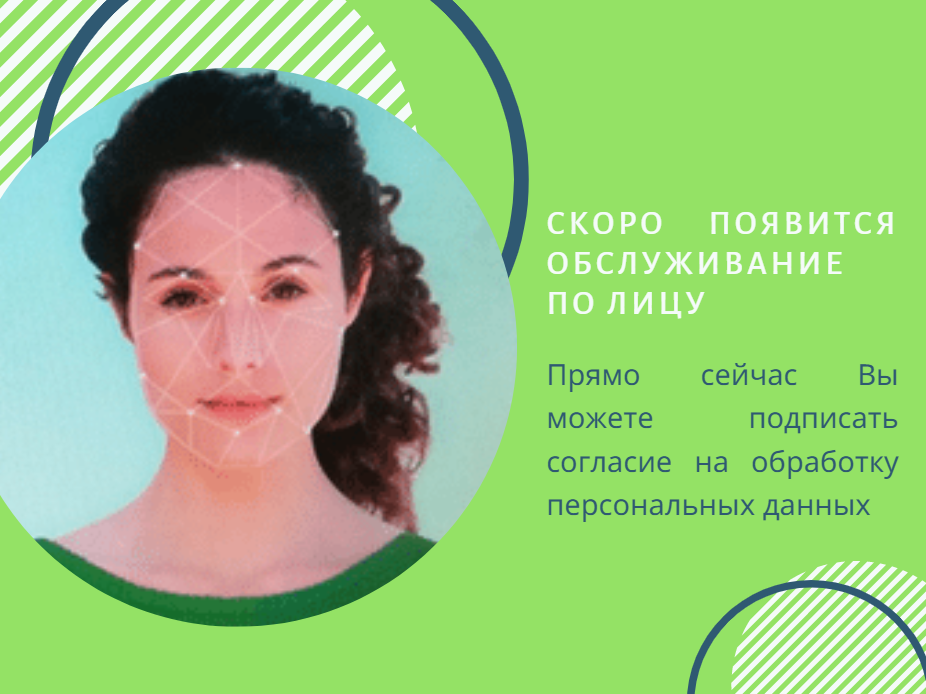 СКОРО ПОЯВИТСЯ
ОБСЛУЖИВАНИЕ
ПО ЛИЦУ
Прямо сейчас Вы
можете подписать
согласие на обработку
персональных данных